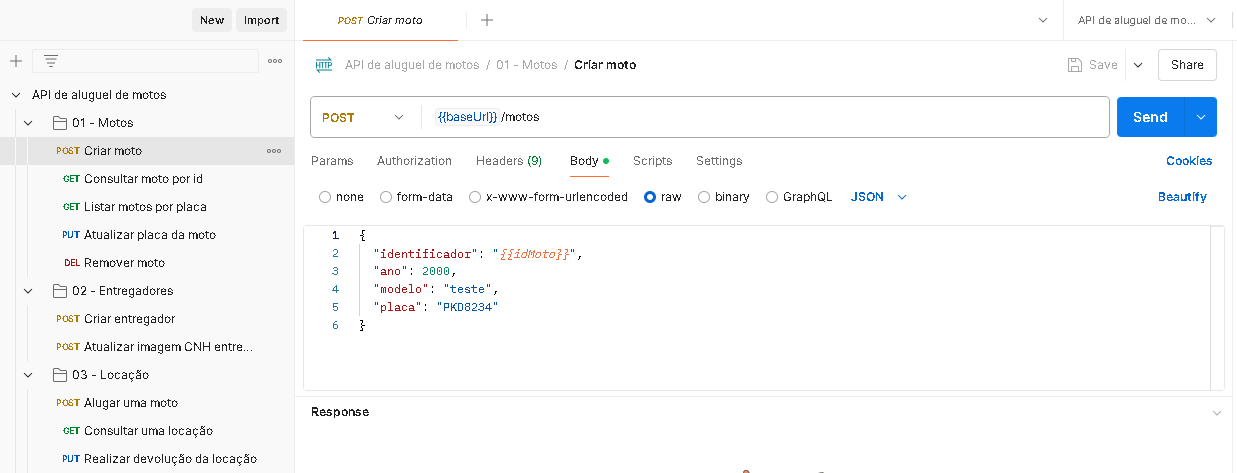 New Import
API de aluguel de motos
01 - Motos
POST Criar moto
GET Consultar moto por id
GET Listar motos por placa
PUT Atualizar placa da moto
DEL Remover moto
02 - Entregadores
POST Criar entregador
POST Atualizar imagem CNH entre...
03 - Locação
POST Alugar uma moto
GET Consultar uma locação
PUT Realizar devolução da locação
POST Criar moto
API de aluguel de mo...
HTTP API de aluguel de motos / 01 - Motos / Criar moto
Save Share
POST {{baseUrl}} /motos Send
Params Authorization Headers (9) Body Scripts Settings Cookies
none form-data x-www-form-urlencoded raw binary GraphQL JSON Beautify
1 {
2 "identificador": "{{idMoto}}",
3 "ano": 2000,
4 "modelo": "teste",
5 "placa": "PKD8234"
6 }
Response